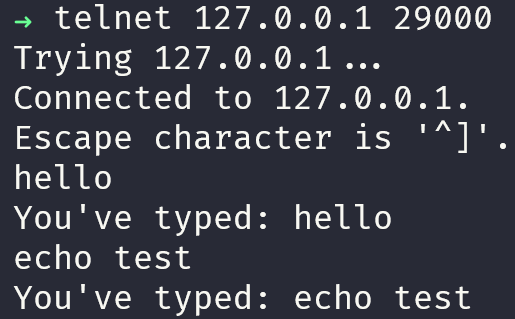 → telnet 127.0.0.1 29000
Trying 127.0.0.1...
Connected to 127.0.0.1.
Escape character is '^]'.
hello
You've typed: hello
echo test
You've typed: echo test